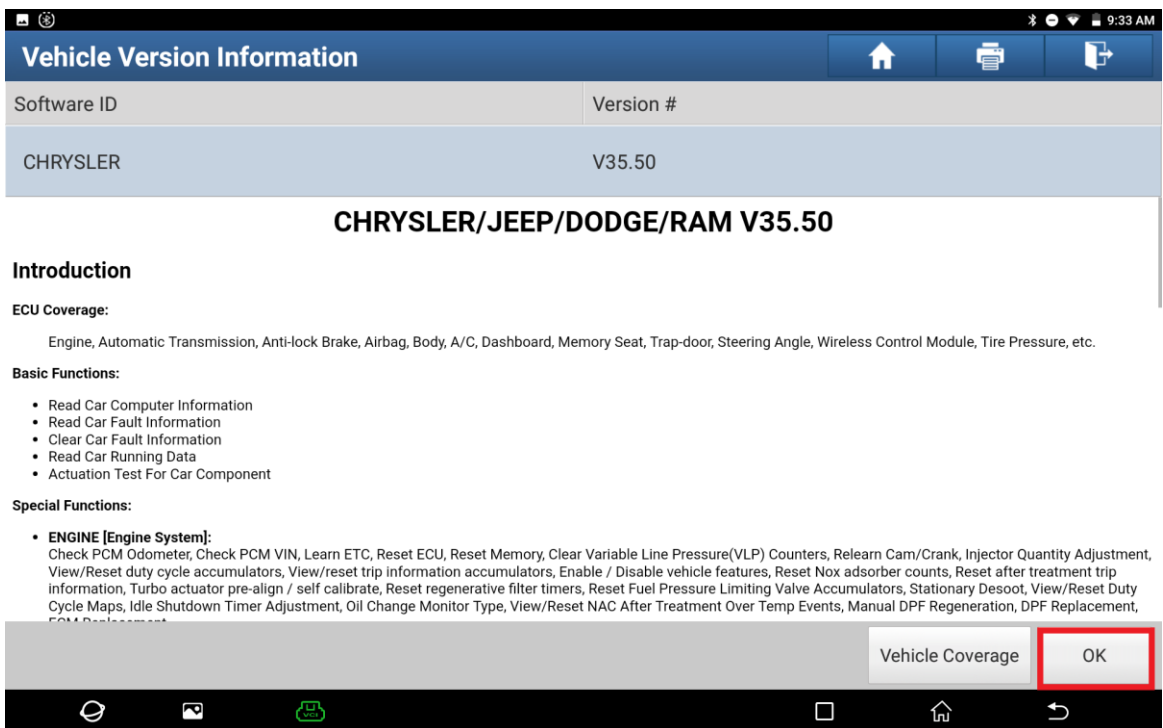 9:33 AM
Vehicle Version Information
Software ID Version #
CHRYSLER V35.50
CHRYSLER/JEEP/DODGE/RAM V35.50
Introduction
ECU Coverage:
Engine, Automatic Transmission, Anti-lock Brake, Airbag, Body, A/C, Dashboard, Memory Seat, Trap-door, Steering Angle, Wireless Control Module, Tire Pressure, etc.
Basic Functions:
• Read Car Computer Information
• Read Car Fault Information
• Clear Car Fault Information
• Read Car Running Data
• Actuation Test For Car Component
Special Functions:
• ENGINE [Engine System]:
Check PCM Odometer, Check PCM VIN, Learn ETC, Reset ECU, Reset Memory, Clear Variable Line Pressure(VLP) Counters, Relearn Cam/Crank, Injector Quantity Adjustment,
View/Reset duty cycle accumulators, View/reset trip information accumulators, Enable / Disable vehicle features, Reset Nox adsorber counts, Reset after treatment trip
information, Turbo actuator pre-align / self calibrate, Reset regenerative filter timers, Reset Fuel Pressure Limiting Valve Accumulators, Stationary Desoot, View/Reset Duty
Cycle Maps, Idle Shutdown Timer Adjustment, Oil Change Monitor Type, View/Reset NAC After Treatment Over Temp Events, Manual DPF Regeneration, DPF Replacement,
Vehicle Coverage OK
VCI